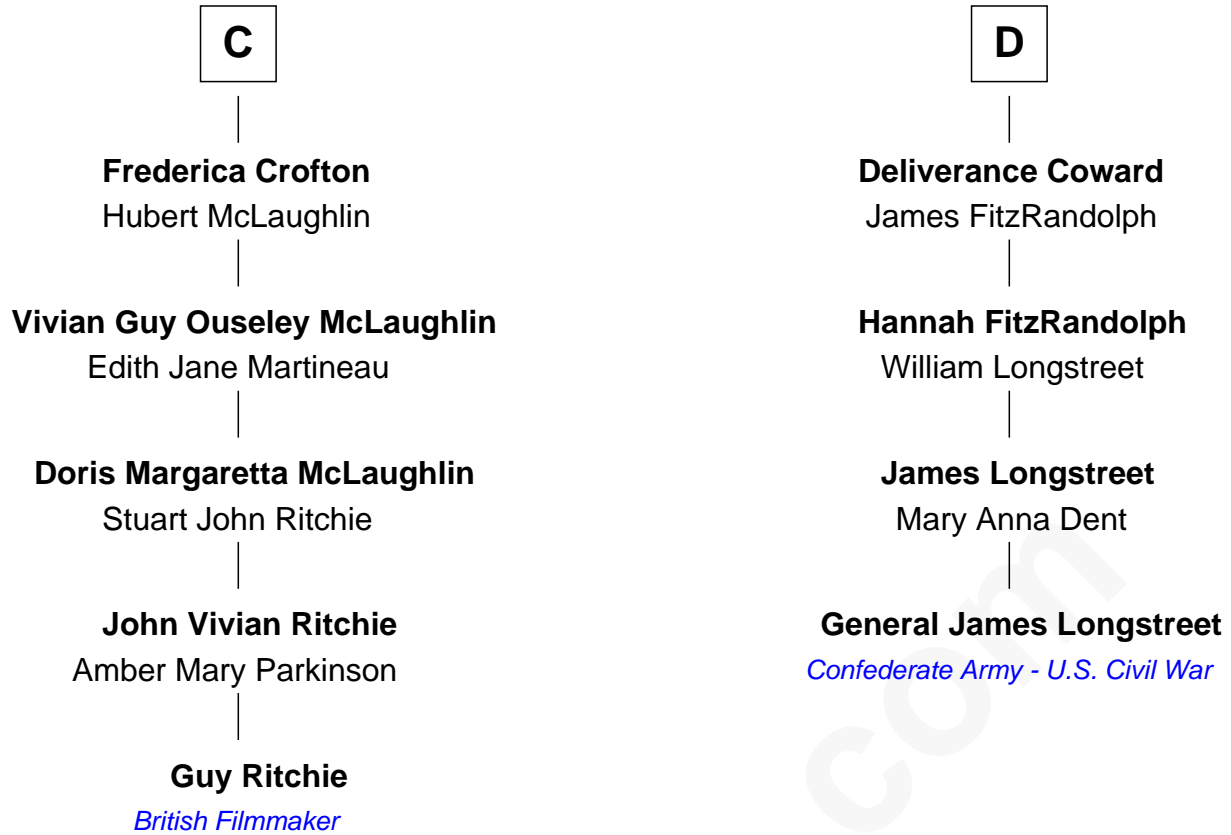 C
Frederica Crofton
Hubert McLaughlin
Vivian Guy Ouseley McLaughlin
Edith Jane Martineau
Doris Margaretta McLaughlin
Stuart John Ritchie
John Vivian Ritchie
Amber Mary Parkinson
Guy Ritchie
British Filmmaker
D
Deliverance Coward
James FitzRandolph
Hannah FitzRandolph
William Longstreet
James Longstreet
Mary Anna Dent
General James Longstreet
Confederate Army - U.S. Civil War
com